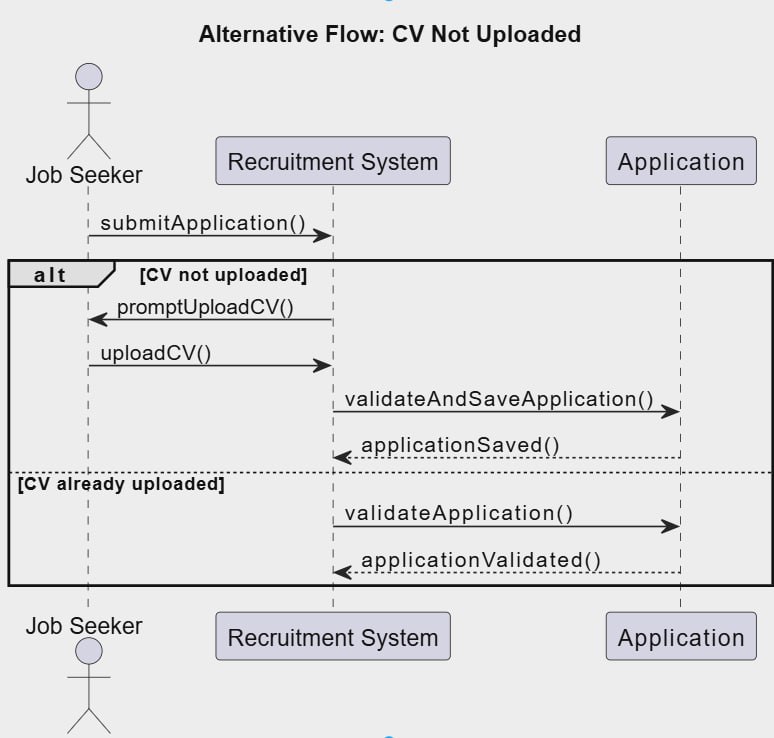 Alternative Flow: CV Not Uploaded
Job Seeker
Recruitment System
Application
submitApplication()
alt
[CV not uploaded]
promptUploadCV()
uploadCV()
validateAndSaveApplication()
applicationSaved()
[CV already uploaded]
validateApplication()
applicationValidated()
Job Seeker
Recruitment System
Application